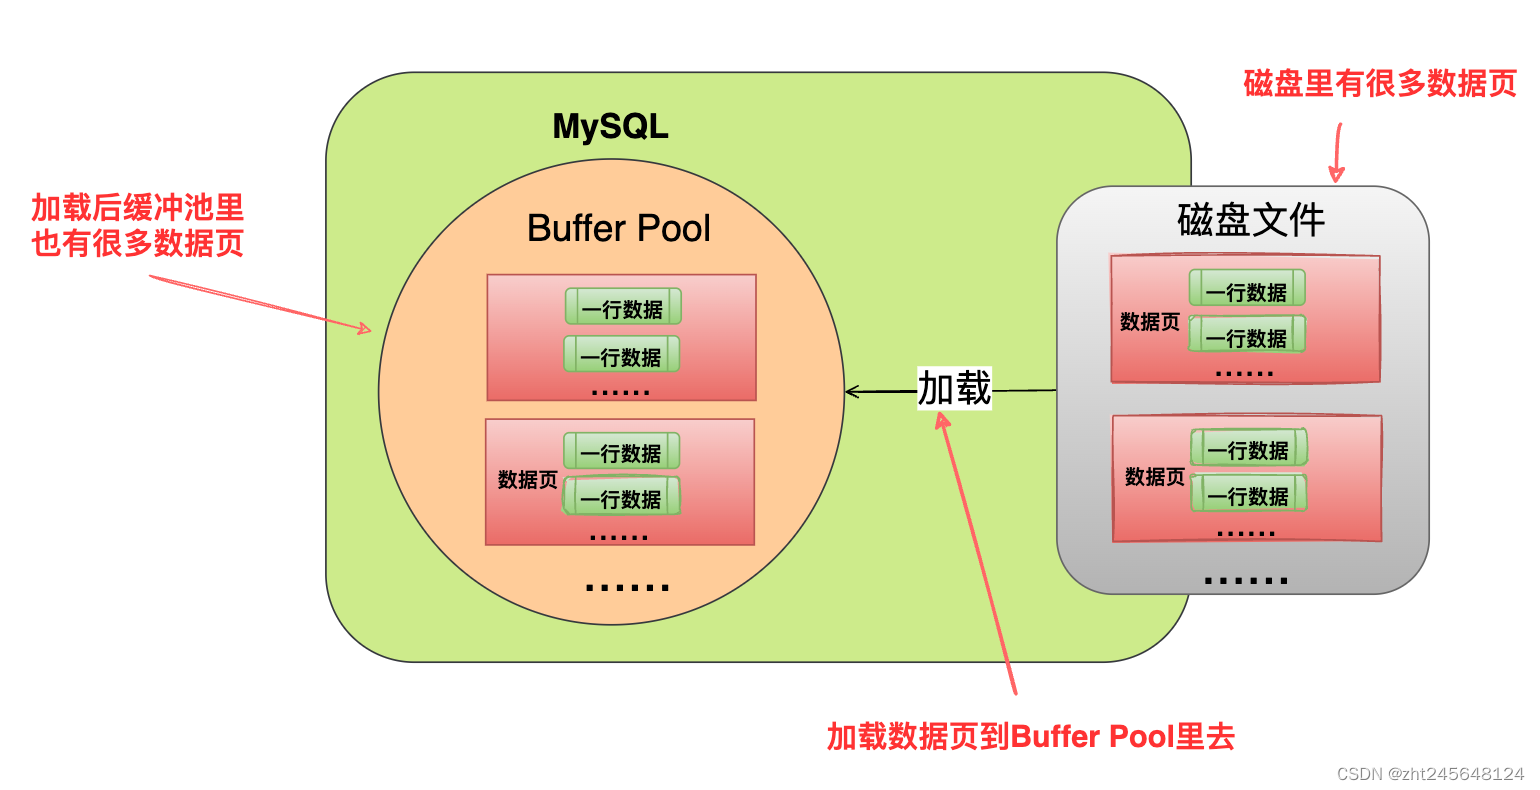 磁盘里有很多数据页
MySQL
加载后缓冲池里
也有很多数据页
Buffer Pool
一行数据
一行数据
......
数据页
一行数据
一行数据
......
......
加载
磁盘文件
数据页
一行数据
一行数据
......
数据页
一行数据
一行数据
......
......
加载数据页到Buffer Pool里去
CSDN @zht245648124